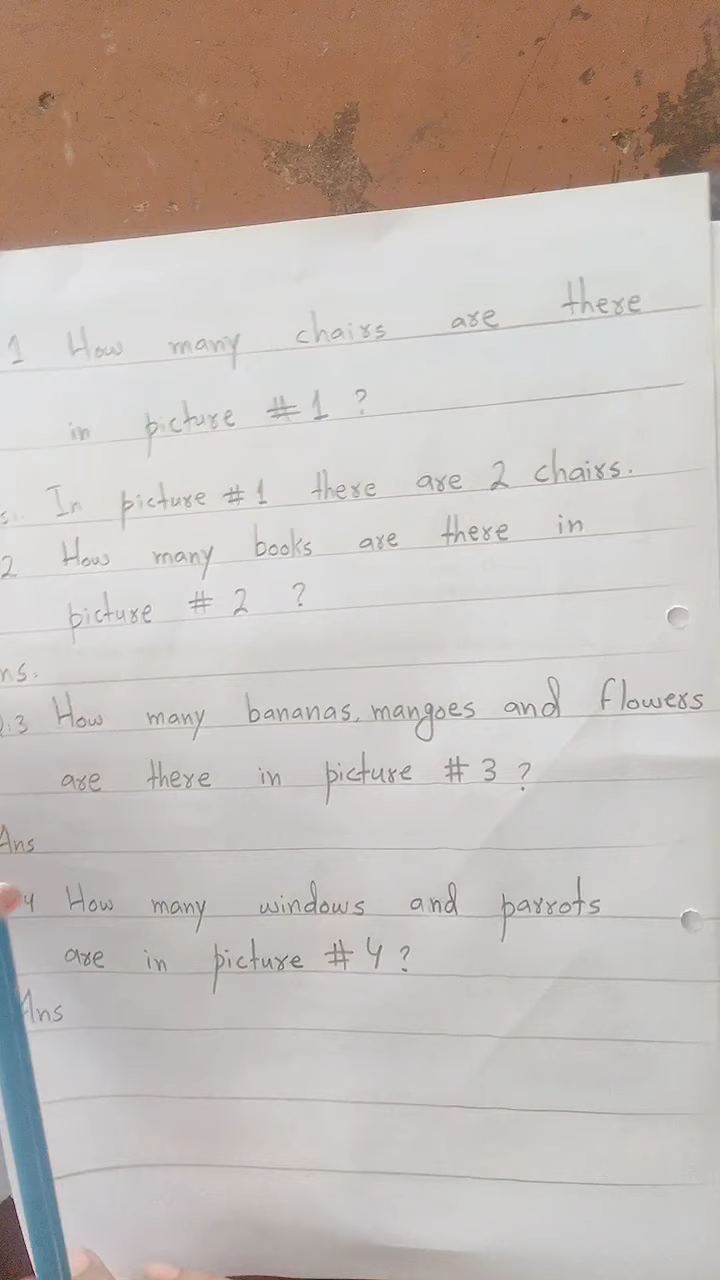 1 How many chairs are there
in picture # 1 ?
s. In picture # 1 there are 2 chairs.
2 How many books are there in
picture # 2 ?
ns.
.3 How many bananas, mangoes and flowers
are there in picture # 3 ?
Ans
4 How many windows and parrots
are in picture # 4 ?
Ans